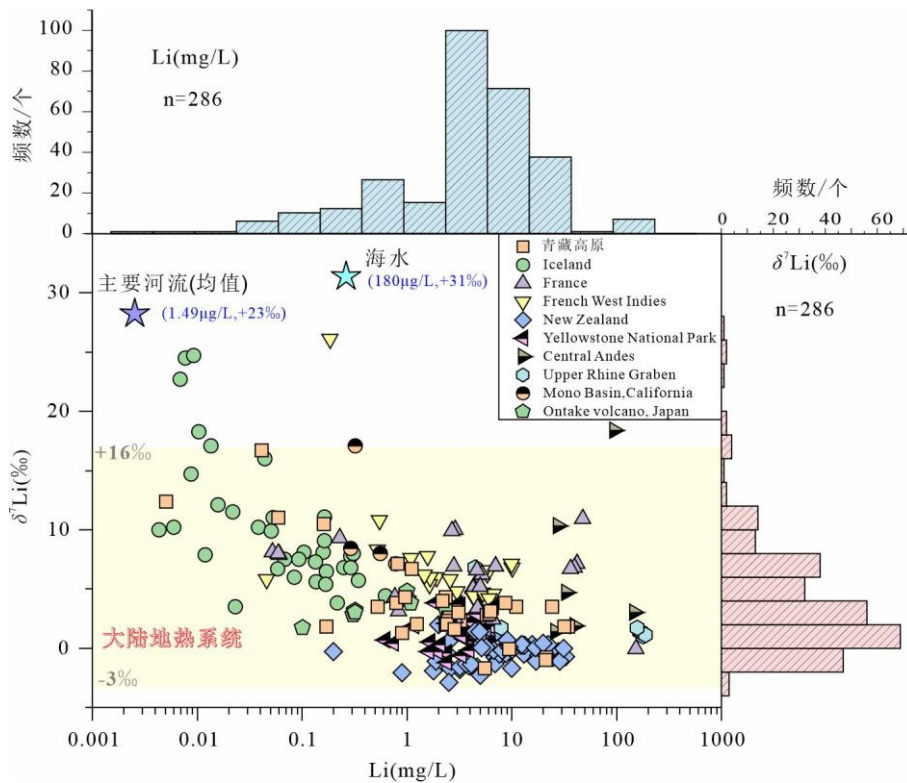 100
80
60
40
20
0
频数/个
Li(mg/L)
n=286
频数/个
0 20 40 60
δ⁷Li(‰)
n=286
主要河流(均值)
(1.49μg/L,+23‰)
海水
(180μg/L,+31‰)
青藏高原
Iceland
France
French West Indies
New Zealand
Yellowstone National Park
Central Andes
Upper Rhine Graben
Mono Basin,California
Ontake volcano, Japan
30
20
10
0
δ⁷Li(‰)
+16‰
大陆地热系统
-3‰
0.001 0.01 0.1 1 10 100 1000
Li(mg/L)